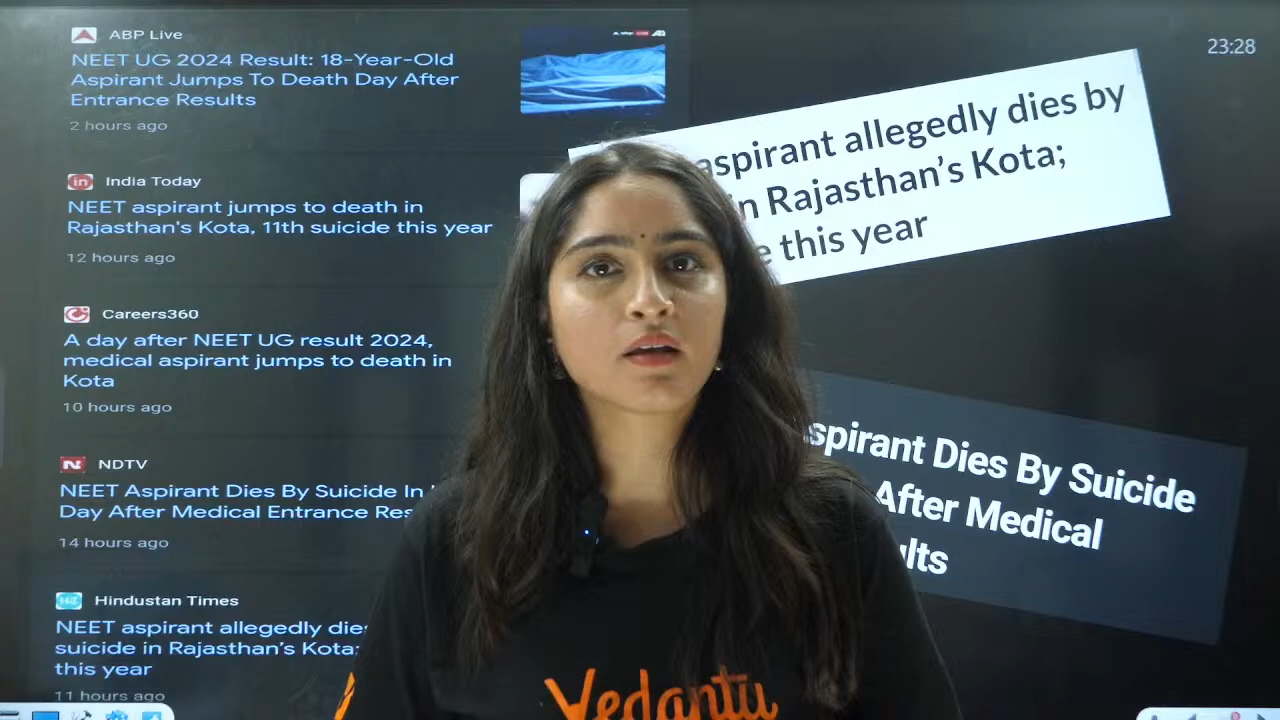 ABP Live
NEET UG 2024 Result: 18-Year-Old
Aspirant Jumps To Death Day After
Entrance Results
2 hours ago
India Today
NEET aspirant jumps to death in
Rajasthan's Kota, 11th suicide this year
12 hours ago
Careers360
A day after NEET UG result 2024,
medical aspirant jumps to death in
Kota
10 hours ago
NDTV
NEET Aspirant Dies By Suicide In
Day After Medical Entrance
14 hours ago
Hindustan Times
NEET aspirant allegedly
suicide in Rajasthan's Kota;
this year
11 hours ago
23:28
aspirant allegedly dies by
in Rajasthan's Kota;
this year
Dies By Suicide
After Medical
Vedantu